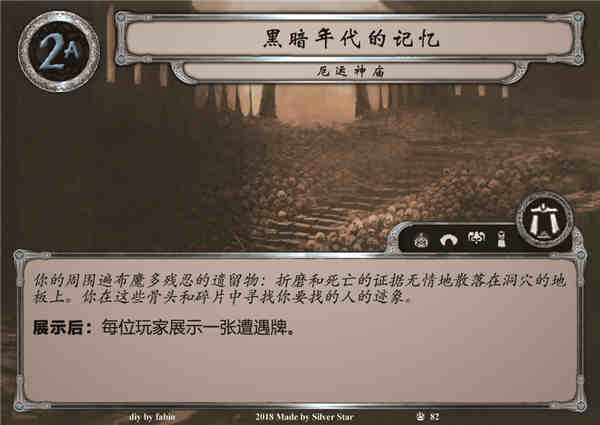 2A
黑暗年代的记忆
厄运神庙
你的周围遍布魔多残忍的遗留物：折磨和死亡的证据无情地散落在洞穴的地
板上。你在这些骨头和碎片中寻找你要找的人的迹象。
展示后：每位玩家展示一张遭遇牌。
diy by fabin 2018 Made by Silver Star 82